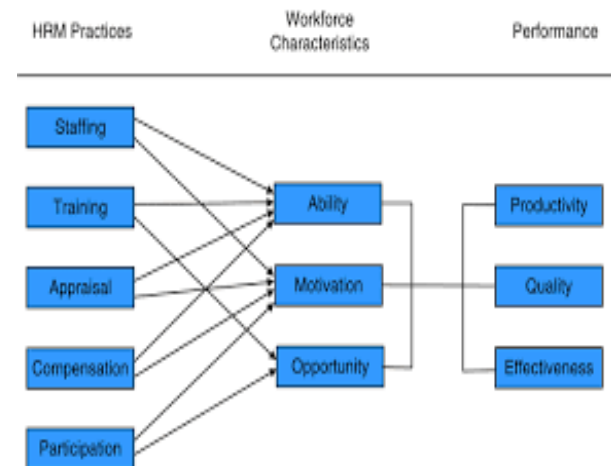 HRM Practices
Workforce
Characteristics
Performance
Staffing
Training
Appraisal
Compensation
Participation
Ability
Motivation
Opportunity
Productivity
Quality
Effectiveness